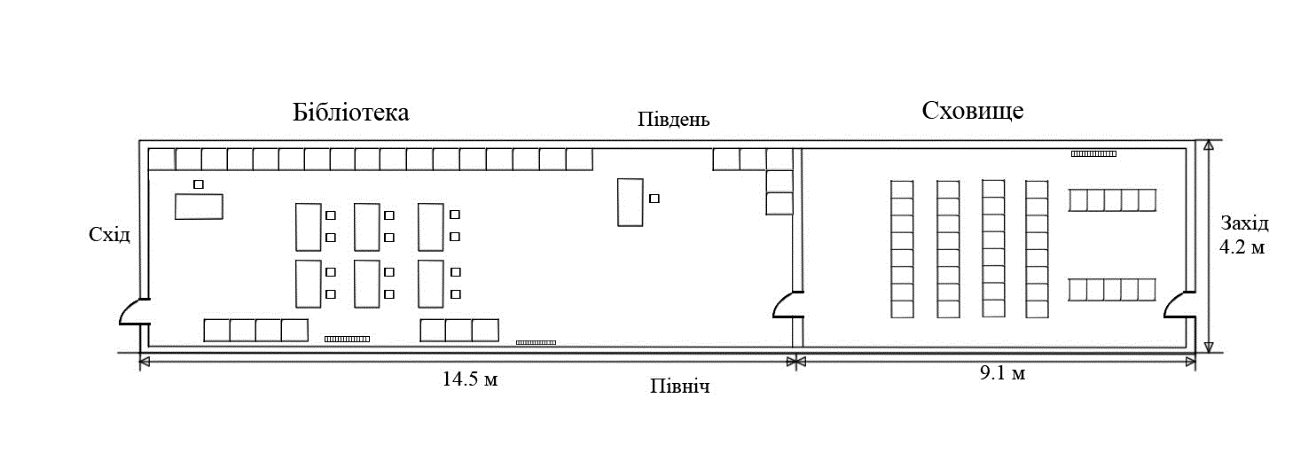 Бібліотека
Південь
Сховище
Схід
Захід
4.2 м
14.5 м
Північ
9.1 м